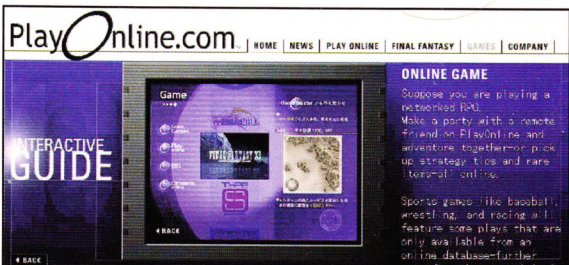 PlayOnline.com
HOME | NEWS | PLAY ONLINE | FINAL FANTASY | GAMES | COMPANY
INTERACTIVE
GUIDE
Game
FINAL FANTASY XI
◀ BACK
◀ BACK
ONLINE GAME
Suppose you are playing a
networked RPG.
Make a party with a remote
friend on PlayOnline and
adventure together-or pick
up strategy tips and rare
items-all online.
Sports games like baseball,
wrestling, and racing will
feature some plays that are
only available from an
online database-further